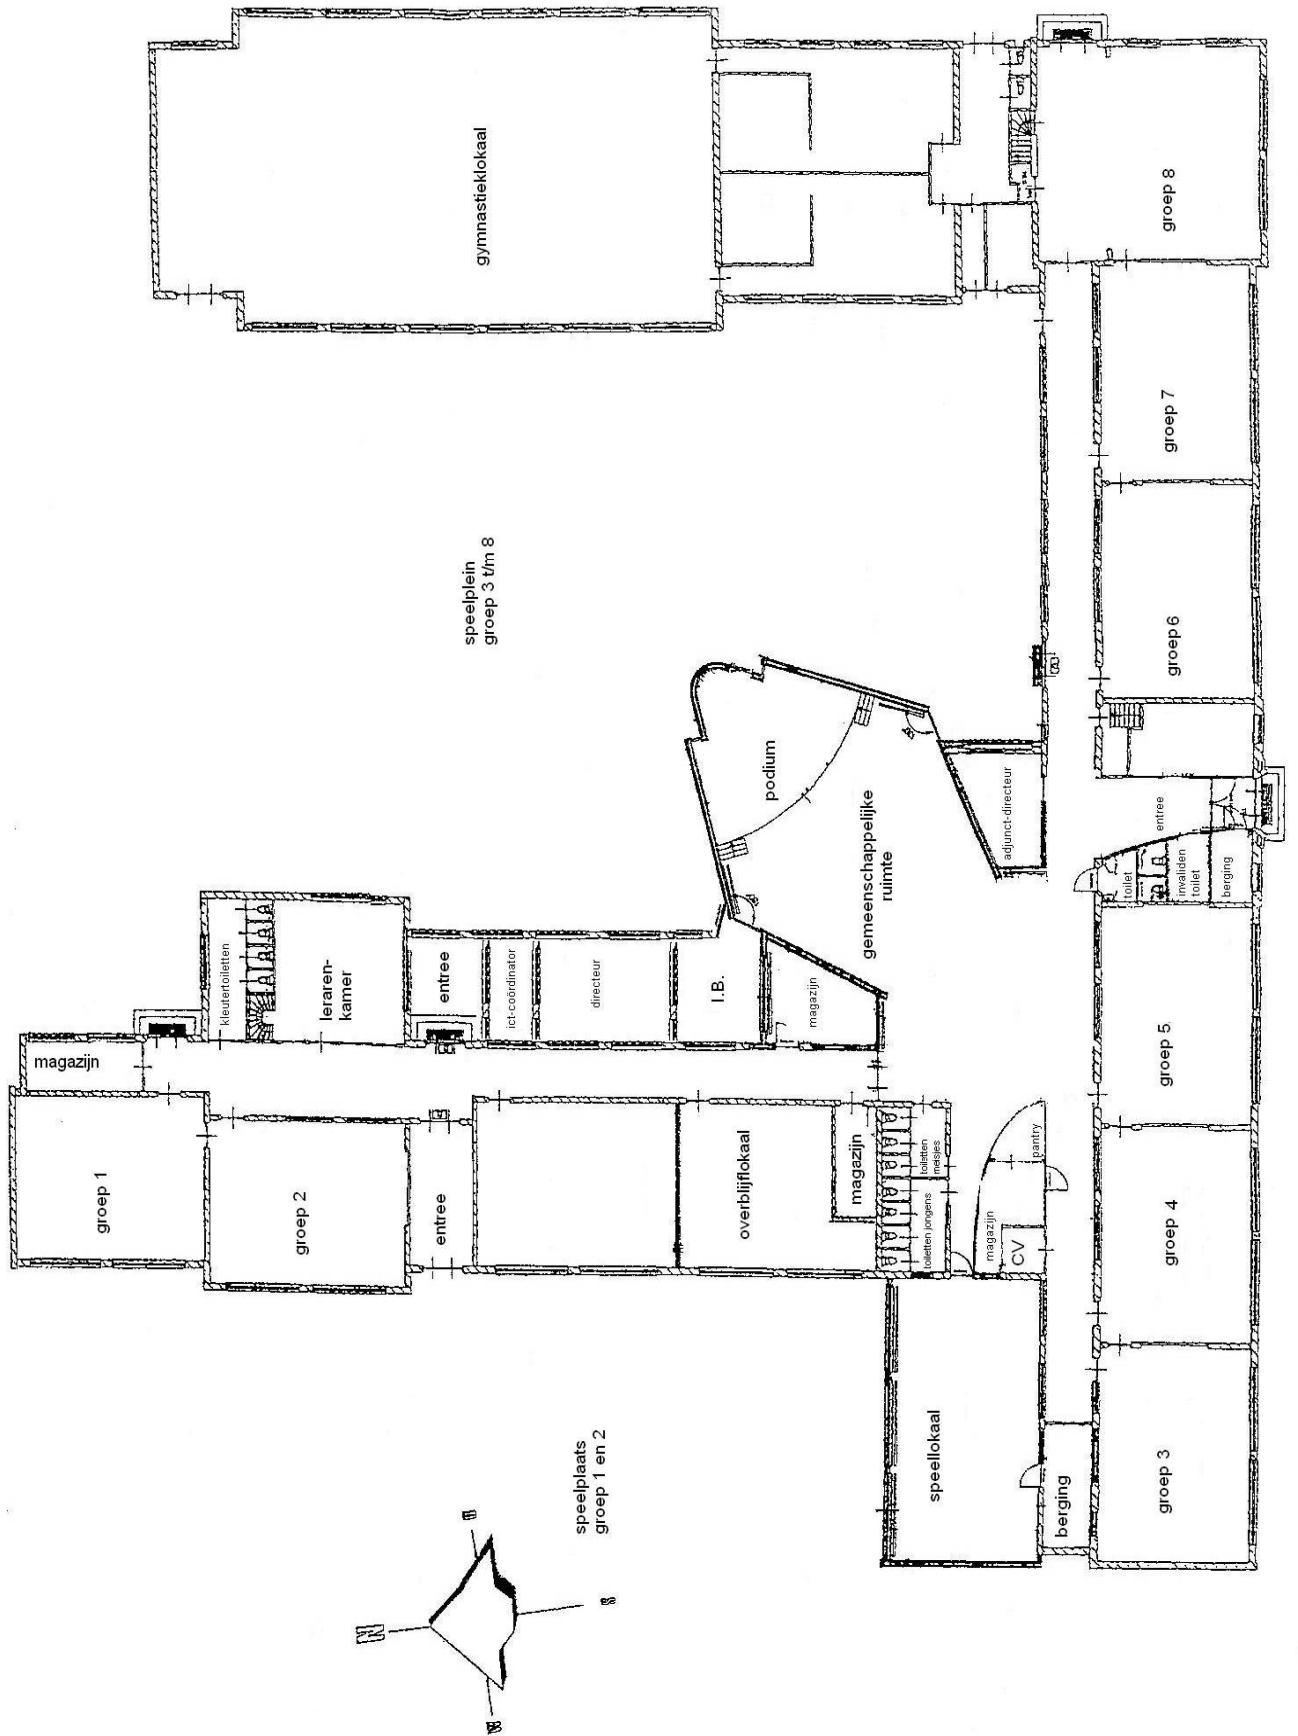 gymnastieklokaal
groep 8
groep 7
speelplein
groep 3 t/m 8
groep 6
podium
gemeenschappelijke
ruimte
adjunct-directeur
entree
toilet
invaliden
toilet
berging
kleutertoiletten
leraren-
kamer
entree
ict-coördinator
directeur
I.B.
magazijn
magazijn
groep 1
groep 2
entree
overblijflokaal
magazijn
toiletten
meisjes
toiletten jongens
pantry
magazijn
CV
groep 5
groep 4
groep 3
speellokaal
berging
speelplaats
groep 1 en 2
N